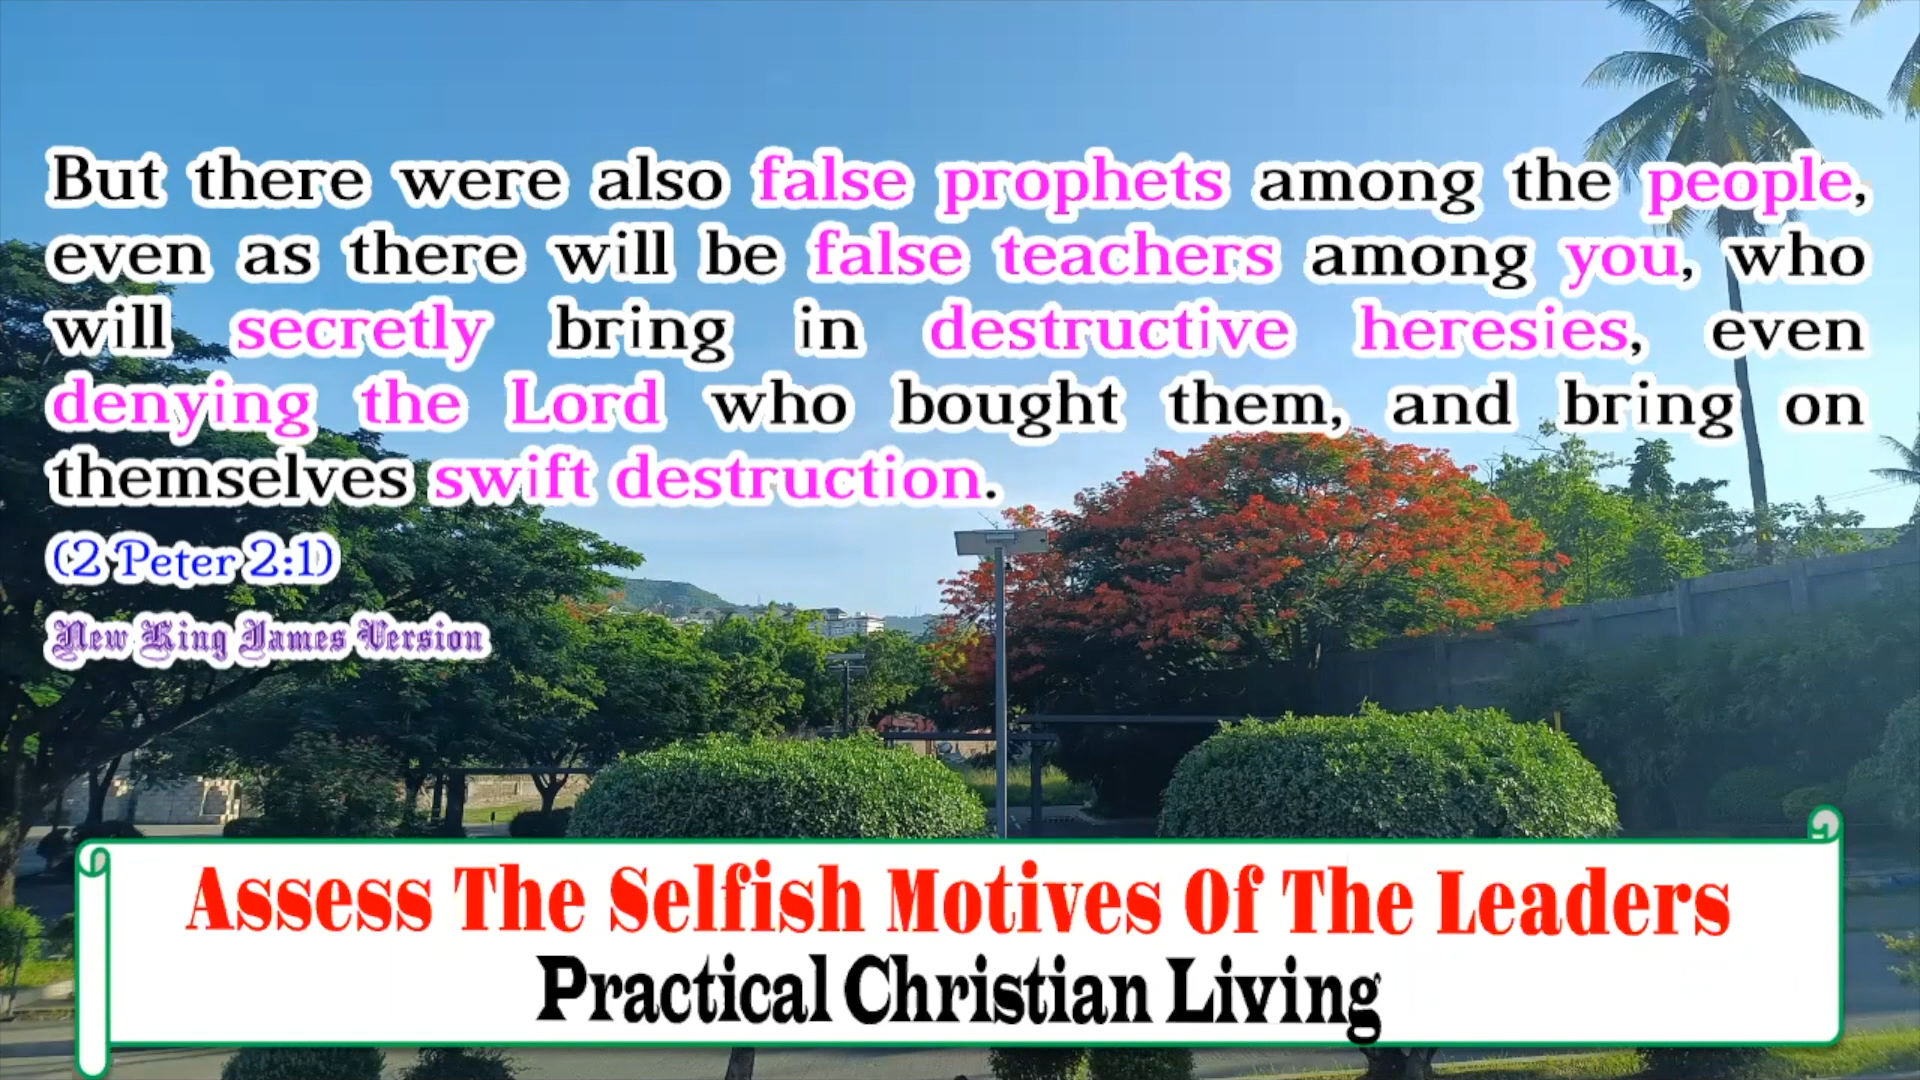 But there were also false prophets among the people,
even as there will be false teachers among you, who
will secretly bring in destructive heresies, even
denying the Lord who bought them, and bring on
themselves swift destruction.
(2 Peter 2:1)
New King James Version
Assess The Selfish Motives Of The Leaders
Practical Christian Living